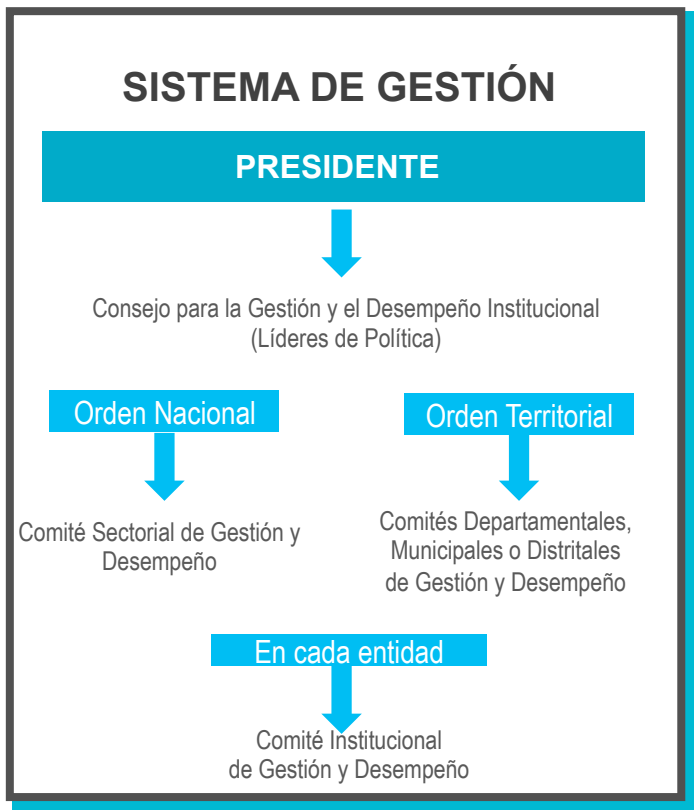 SISTEMA DE GESTIÓN
PRESIDENTE
Consejo para la Gestión y el Desempeño Institucional
(Líderes de Política)
Orden Nacional
Comité Sectorial de Gestión y
Desempeño
Orden Territorial
Comités Departamentales,
Municipales o Distritales
de Gestión y Desempeño
En cada entidad
Comité Institucional
de Gestión y Desempeño